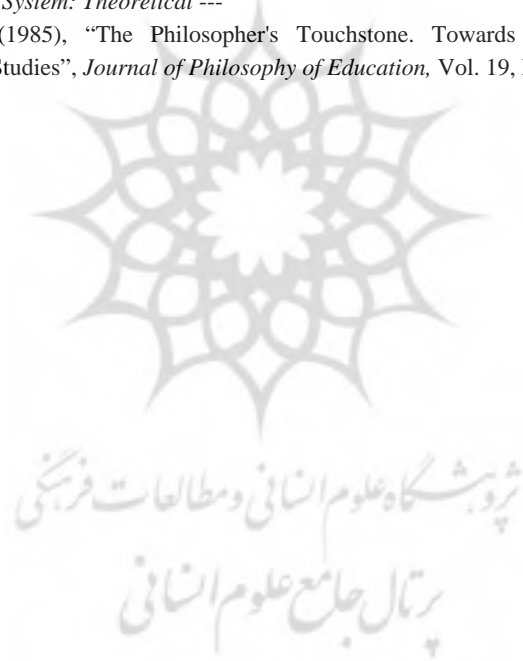 System: Theoretical ---
(1985), “The Philosopher's Touchstone. Towards
Studies”, Journal of Philosophy of Education, Vol. 19,
پژوهشگاه علوم انسانی و مطالعات فرهنگی
پرتال جامع علوم انسانی